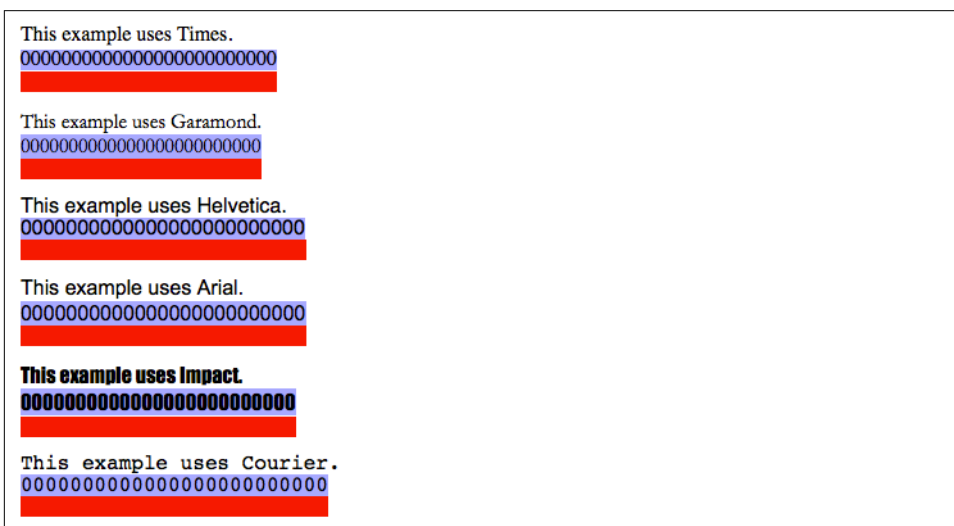 This example uses Times.
0000000000000000000000000
This example uses Garamond.
0000000000000000000000000
This example uses Helvetica.
0000000000000000000000000
This example uses Arial.
0000000000000000000000000
This example uses Impact.
0000000000000000000000000
This example uses Courier.
0000000000000000000000000